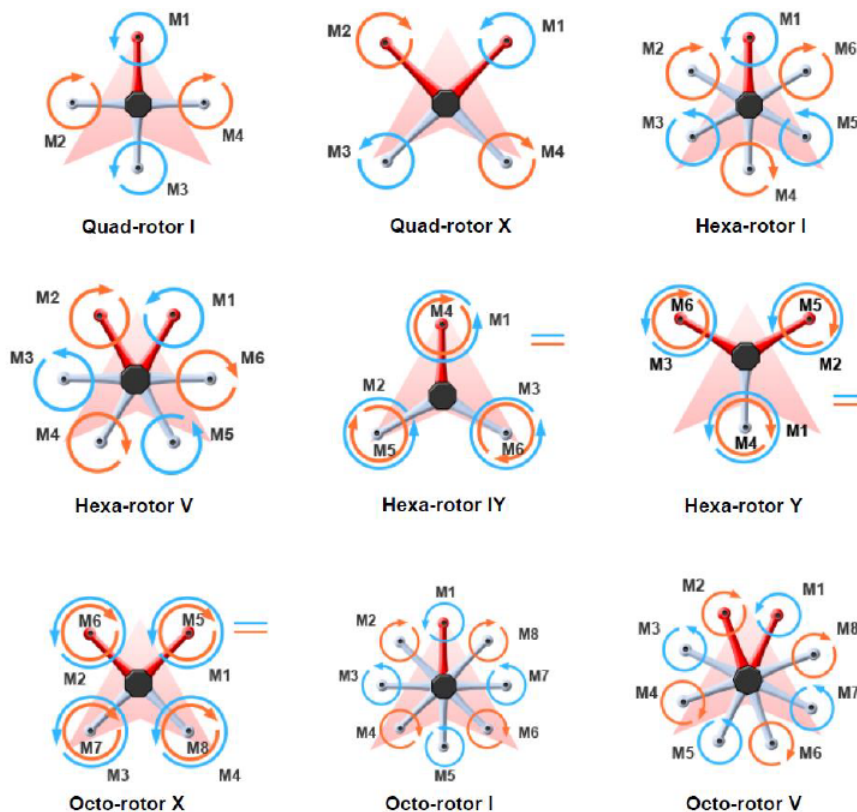 M1
M2
M4
M3
Quad-rotor I
M2
M1
M3
M4
Quad-rotor X
M1
M2
M6
M3
M5
M4
Hexa-rotor I
M2
M1
M3
M6
M4
M5
Hexa-rotor V
M4
M1
M2
M3
M5
M6
Hexa-rotor IY
M6
M5
M3
M2
M4
M1
Hexa-rotor Y
M6
M5
M2
M1
M7
M8
M3
M4
Octo-rotor X
M1
M2
M8
M3
M7
M4
M6
M5
Octo-rotor I
M2
M1
M3
M8
M4
M7
M5
M6
Octo-rotor V